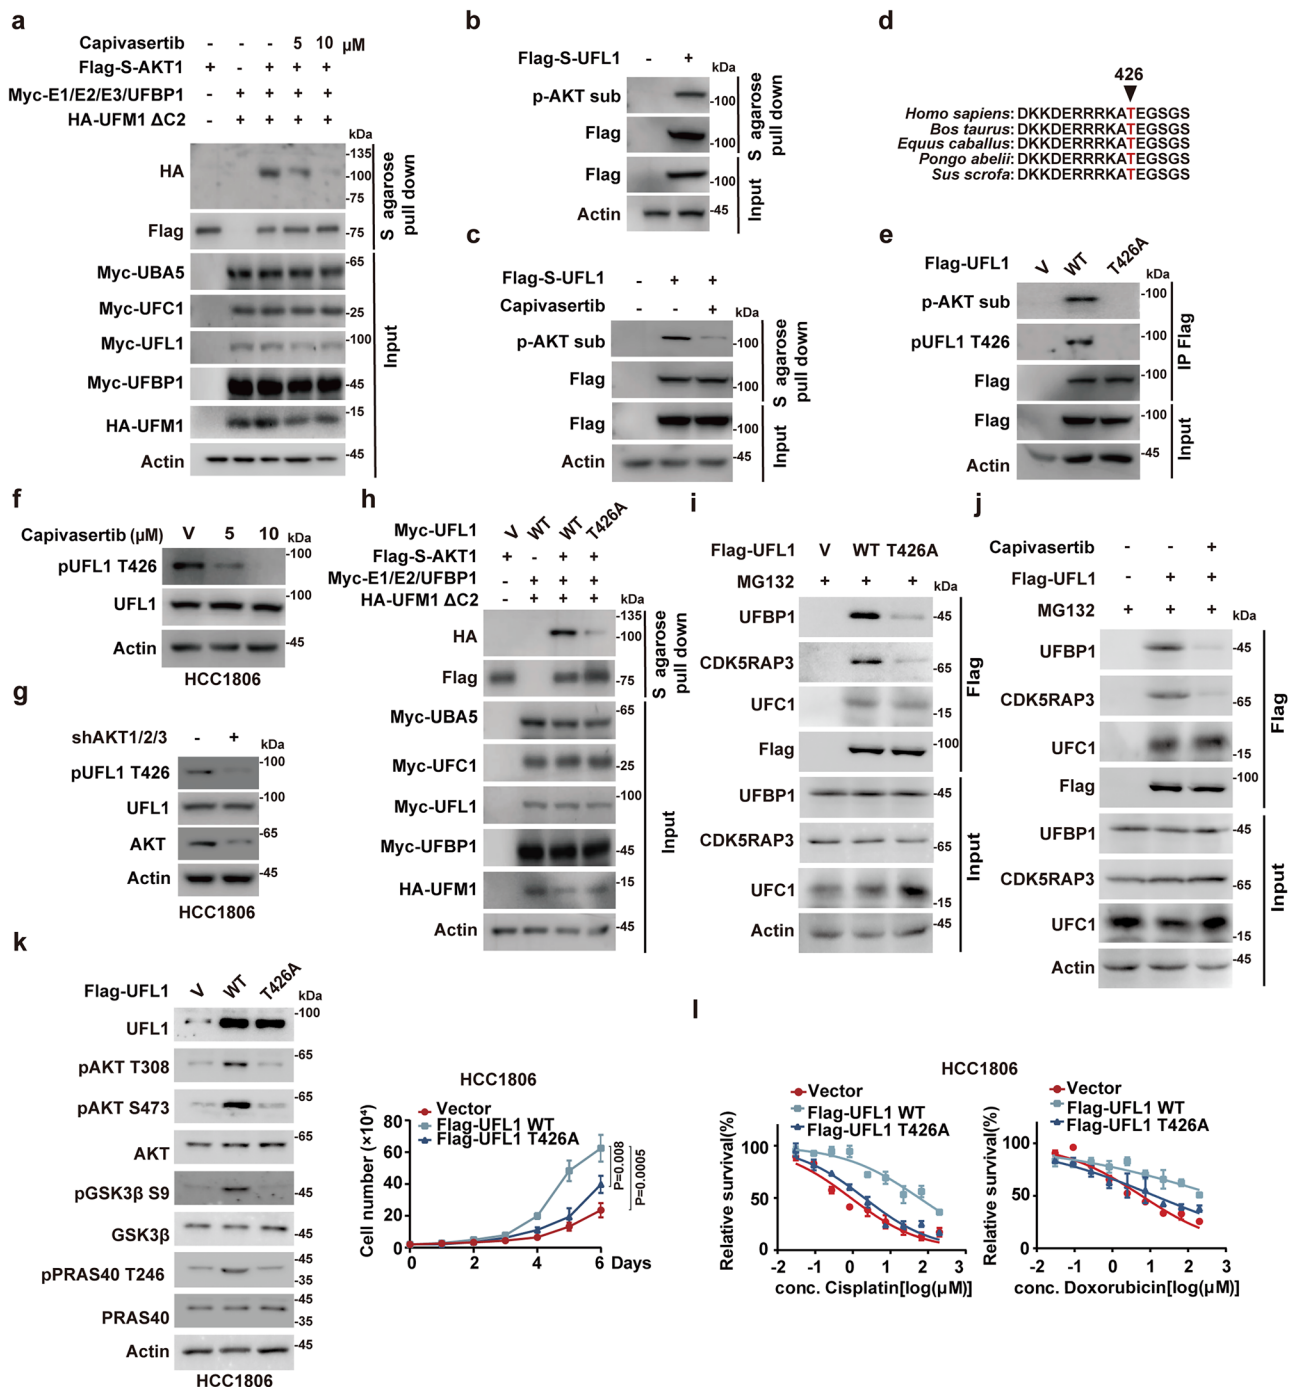 a
Capivasertib - - - 5 10 μM
Flag-S-AKT1 + - + + +
Myc-E1/E2/E3/UFBP1 - + + + +
HA-UFM1 ΔC2 - + + + +
kDa
HA -135 -100 -75
Flag -75
S agarose pull down
Myc-UBA5 -65
Myc-UFC1 -25
Myc-UFL1 -100
Myc-UFBP1 -45
HA-UFM1 -15
Actin -45
Input
b
Flag-S-UFL1 - +
kDa
p-AKT sub -100
Flag -100
S agarose pull down
Flag -100
Actin -45
Input
c
Flag-S-UFL1 - + +
Capivasertib - - +
kDa
p-AKT sub -100
Flag -100
S agarose pull down
Flag -100
Actin -45
Input
d
426
Homo sapiens: DKKDERRRKATEGSGS
Bos taurus: DKKDERRRKATEGSGS
Equus caballus: DKKDERRRKATEGSGS
Pongo abelii: DKKDERRRKATEGSGS
Sus scrofa: DKKDERRRKATEGSGS
e
Flag-UFL1 V WT T426A
kDa
p-AKT sub -100
pUFL1 T426 -100
Flag -100
IP Flag
Flag -100
Actin -45
Input
f
Capivasertib (μM) V 5 10
kDa
pUFL1 T426 -100
UFL1 -100
Actin -45
HCC1806
g
shAKT1/2/3 - +
kDa
pUFL1 T426 -100
UFL1 -100
AKT -65
Actin -45
HCC1806
h
Myc-UFL1 V WT WT T426A
Flag-S-AKT1 + - + +
Myc-E1/E2/UFBP1 - + + +
HA-UFM1 ΔC2 - + + +
kDa
HA -135 -100
Flag -75
S agarose pull down
Myc-UBA5 -65
Myc-UFC1 -25
Myc-UFL1 -100
Myc-UFBP1 -45
HA-UFM1 -15
Actin -45
Input
i
Flag-UFL1 V WT T426A
MG132 + + +
kDa
UFBP1 -45
CDK5RAP3 -65
UFC1 -15
Flag -100
Flag
UFBP1 -45
CDK5RAP3 -65
UFC1 -15
Actin -45
Input
j
Capivasertib - - +
Flag-UFL1 - + +
MG132 + + +
kDa
UFBP1 -45
CDK5RAP3 -65
UFC1 -15
Flag -100
Flag
UFBP1 -45
CDK5RAP3 -65
UFC1 -15
Actin -45
Input
k
Flag-UFL1 V WT T426A
kDa
UFL1 -100
pAKT T308 -65
pAKT S473 -65
AKT -65
pGSK3β S9 -45
GSK3β -45
pPRAS40 T246 -45 -35
PRAS40 -45 -35
Actin -45
HCC1806
HCC1806
Vector
Flag-UFL1 WT
Flag-UFL1 T426A
Cell number (×10⁴)
80
60
40
20
0
0 2 4 6 Days
P=0.008
P=0.0005
l
HCC1806
Vector
Flag-UFL1 WT
Flag-UFL1 T426A
Relative survival(%)
100
50
0
-2 -1 0 1 2 3
conc. Cisplatin[log(μM)]
Vector
Flag-UFL1 WT
Flag-UFL1 T426A
Relative survival(%)
100
50
0
-2 -1 0 1 2 3
conc. Doxorubicin[log(μM)]